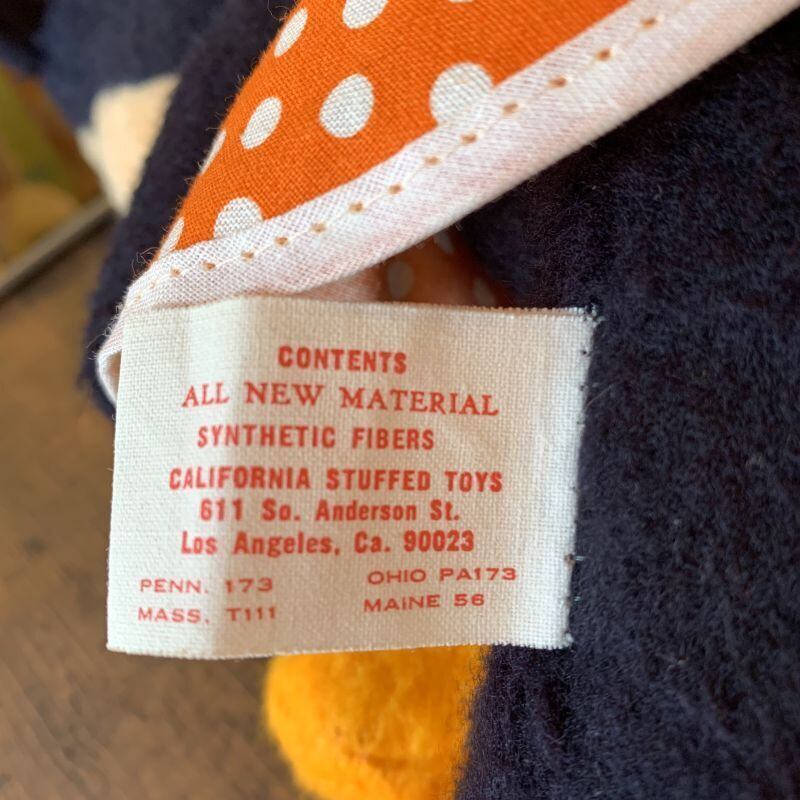 CONTENTS
ALL NEW MATERIAL
SYNTHETIC FIBERS
CALIFORNIA STUFFED TOYS
611 So. Anderson St.
Los Angeles, Ca. 90023
PENN. 173 OHIO PA173
MASS. T111 MAINE 56